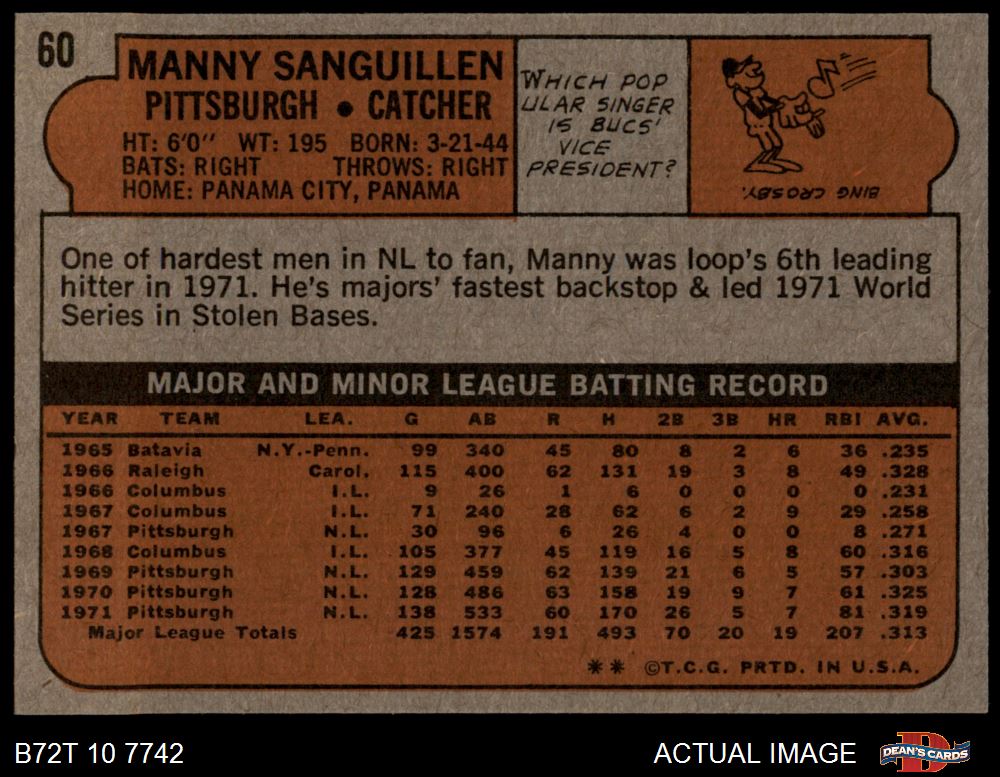 60
MANNY SANGUILLEN
PITTSBURGH • CATCHER
HT: 6'0" WT: 195 BORN: 3-21-44
BATS: RIGHT THROWS: RIGHT
HOME: PANAMA CITY, PANAMA
WHICH POP
ULAR SINGER
IS BUCS'
VICE
PRESIDENT?
BING CROSBY.
One of hardest men in NL to fan, Manny was loop's 6th leading
hitter in 1971. He's majors' fastest backstop & led 1971 World
Series in Stolen Bases.
MAJOR AND MINOR LEAGUE BATTING RECORD
YEAR TEAM LEA. G AB R H 2B 3B HR RBI AVG.
1965 Batavia N.Y.-Penn. 99 340 45 80 8 2 6 36 .235
1966 Raleigh Carol. 115 400 62 131 19 3 8 49 .328
1966 Columbus I.L. 9 26 1 6 0 0 0 0 .231
1967 Columbus I.L. 71 240 28 62 6 2 9 29 .258
1967 Pittsburgh N.L. 30 96 6 26 4 0 0 8 .271
1968 Columbus I.L. 105 377 45 119 16 5 8 60 .316
1969 Pittsburgh N.L. 129 459 62 139 21 6 5 57 .303
1970 Pittsburgh N.L. 128 486 63 158 19 9 7 61 .325
1971 Pittsburgh N.L. 138 533 60 170 26 5 7 81 .319
Major League Totals 425 1574 191 493 70 20 19 207 .313
** ©T.C.G. PRTD. IN U.S.A.
B72T 10 7742
ACTUAL IMAGE
D
DEAN'S CARDS